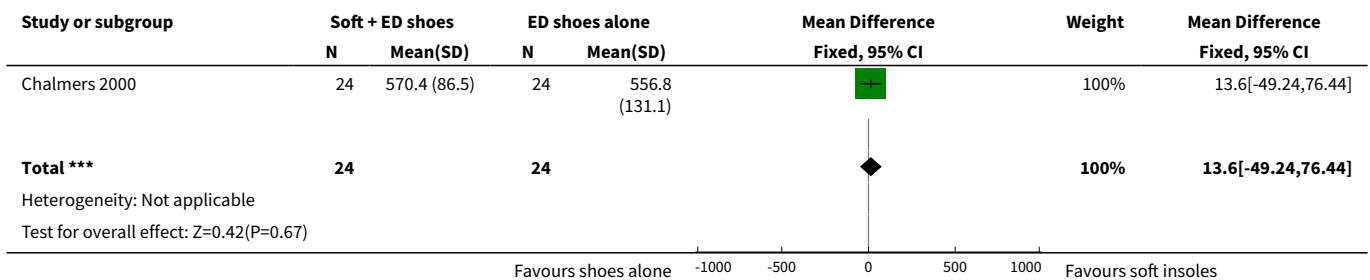 Study or subgroup Soft + ED shoes ED shoes alone Mean Difference Weight Mean Difference
N Mean(SD) N Mean(SD) Fixed, 95% CI Fixed, 95% CI
Chalmers 2000 24 570.4 (86.5) 24 556.8 100% 13.6[-49.24,76.44]
(131.1)
Total *** 24 24 100% 13.6[-49.24,76.44]
Heterogeneity: Not applicable
Test for overall effect: Z=0.42(P=0.67)
Favours shoes alone -1000 -500 0 500 1000 Favours soft insoles